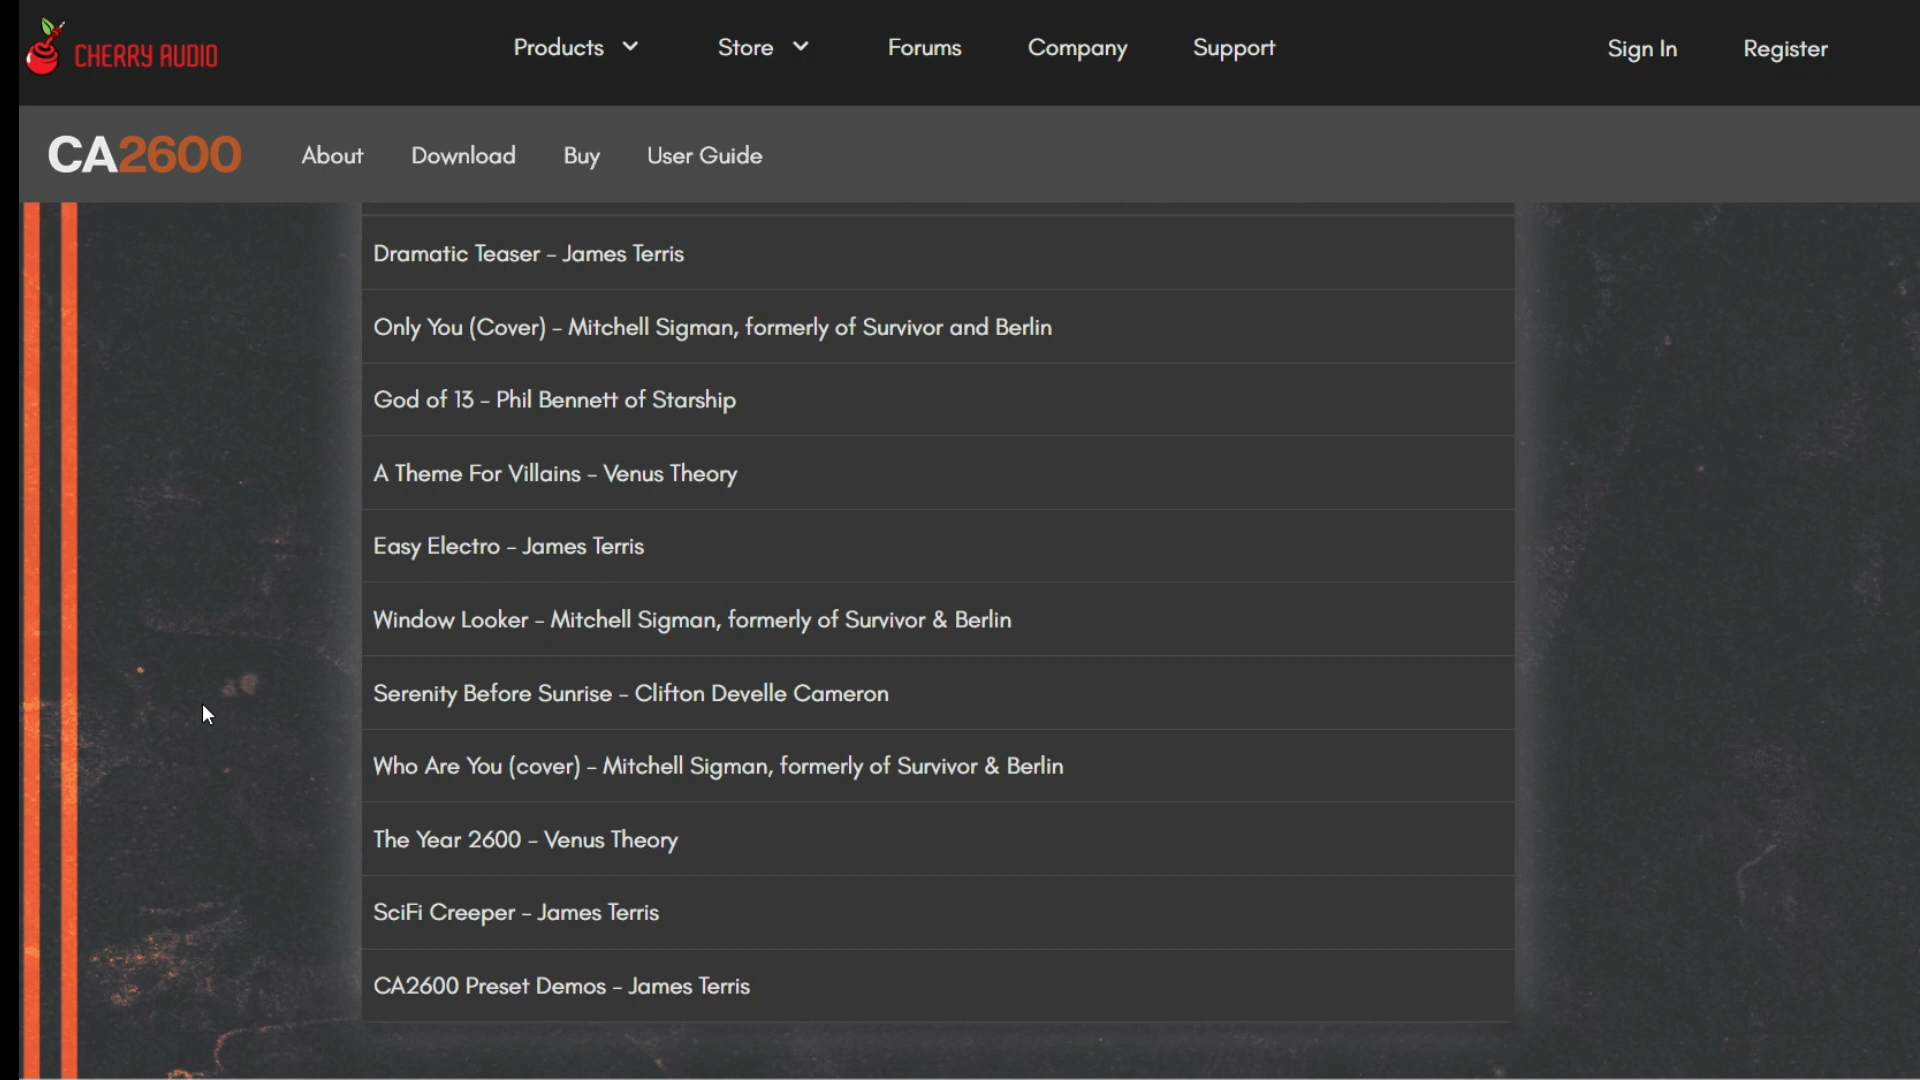 CHERRY AUDIO
Products
Store
Forums
Company
Support
Sign In
Register
CA2600
About
Download
Buy
User Guide
Dramatic Teaser – James Terris
Only You (Cover) – Mitchell Sigman, formerly of Survivor and Berlin
God of 13 – Phil Bennett of Starship
A Theme For Villains – Venus Theory
Easy Electro – James Terris
Window Looker – Mitchell Sigman, formerly of Survivor & Berlin
Serenity Before Sunrise – Clifton Develle Cameron
Who Are You (cover) – Mitchell Sigman, formerly of Survivor & Berlin
The Year 2600 – Venus Theory
SciFi Creeper – James Terris
CA2600 Preset Demos – James Terris